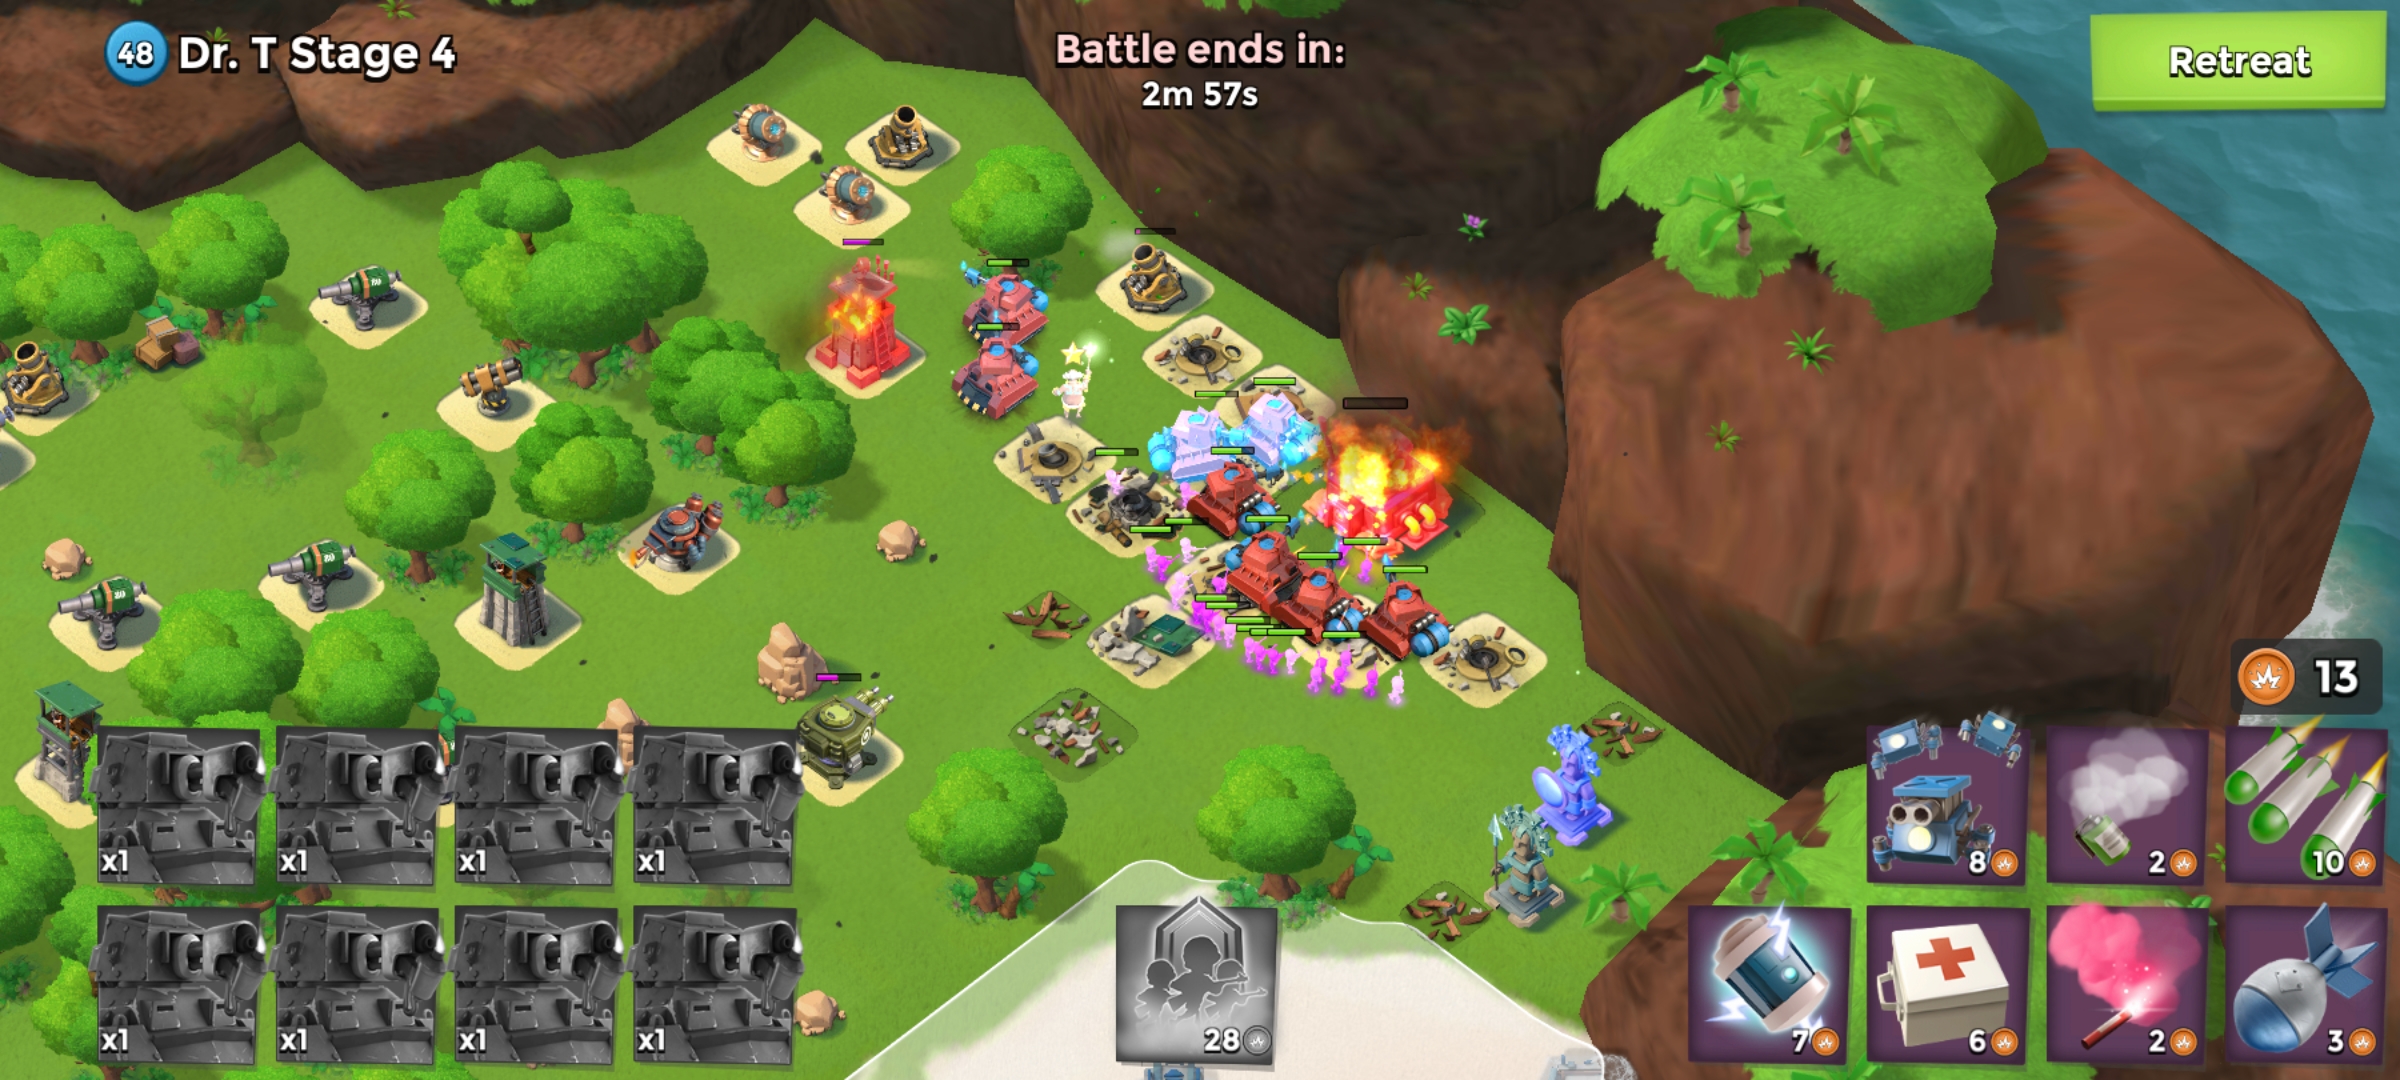 48 Dr. T Stage 4
Battle ends in:
2m 57s
Retreat
13
8
2
10
x1
x1
x1
x1
28
7
6
2
3
x1
x1
x1
x1